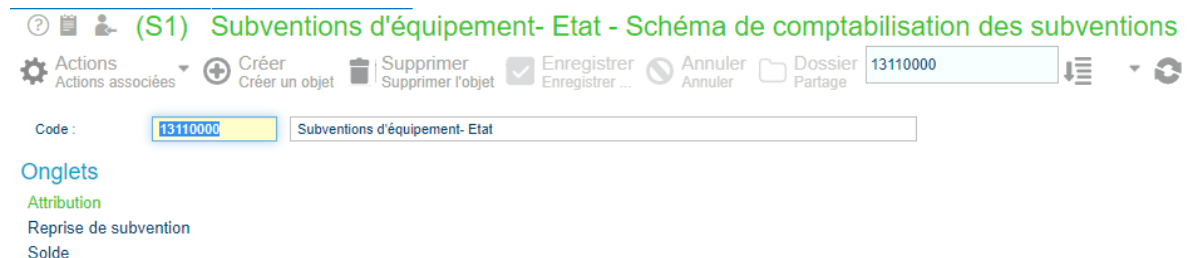 (S1) Subventions d'équipement- Etat - Schéma de comptabilisation des subventions
Actions Créer Supprimer Enregistrer Annuler Dossier 13110000
Actions associées Créer un objet Supprimer l'objet Enregistrer ... Annuler Partage
Code : 13110000 Subventions d'équipement- Etat
Onglets
Attribution
Reprise de subvention
Solde